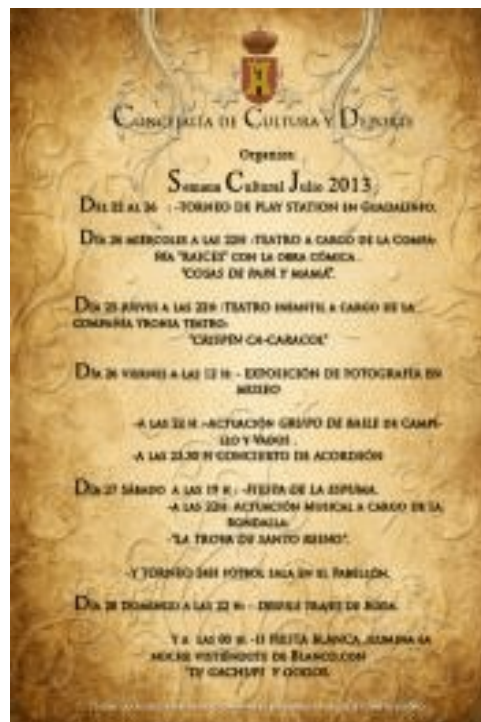 Concejalía de Cultura y Deporte
Organiza:
Semana Cultural Julio 2013
Del 22 al 26 : -TORNEO DE PLAY STATION EN GUADALINFO.
Día 24 MIÉRCOLES A LAS 22H :TEATRO A CARGO DE LA COMPA-
ÑÍA "RAICES" CON LA OBRA CÓMICA
"COSAS DE PAPÁ Y MAMÁ".
Día 25 JUEVES A LAS 22H :TEATRO INFANTIL A CARGO DE LA
COMPAÑÍA TEATRO:
"CRISPÍN CA-CARACOL"
Día 26 VIERNES A LAS 12 H: - EXPOSICIÓN DE FOTOGRAFÍA EN
MUSEO
-A LAS 22 H -ACTUACIÓN GRUPO DE BAILE DE CAMPI-
LLO Y VADOS .
-A LAS 23.30 H CONCIERTO DE ACORDEÓN
Día 27 SÁBADO A LAS 19 H : -FIESTA DE LA ESPUMA.
-A LAS 22H- ACTUACIÓN MUSICAL A CARGO DE LA
RONDALLA:
"LA TROVA DE SANTO REINO".
-Y TORNEO 24H FÚTBOL SALA EN EL PABELLÓN.
Día 28 DOMINGO A LAS 22 H: - DESFILE TRAJES DE BODA.
Y A LAS 00 H. -II FIESTA BLANCA, ILUMINA LA
NOCHE VISTIÉNDOTE DE BLANCO,CON
GACHUPI Y